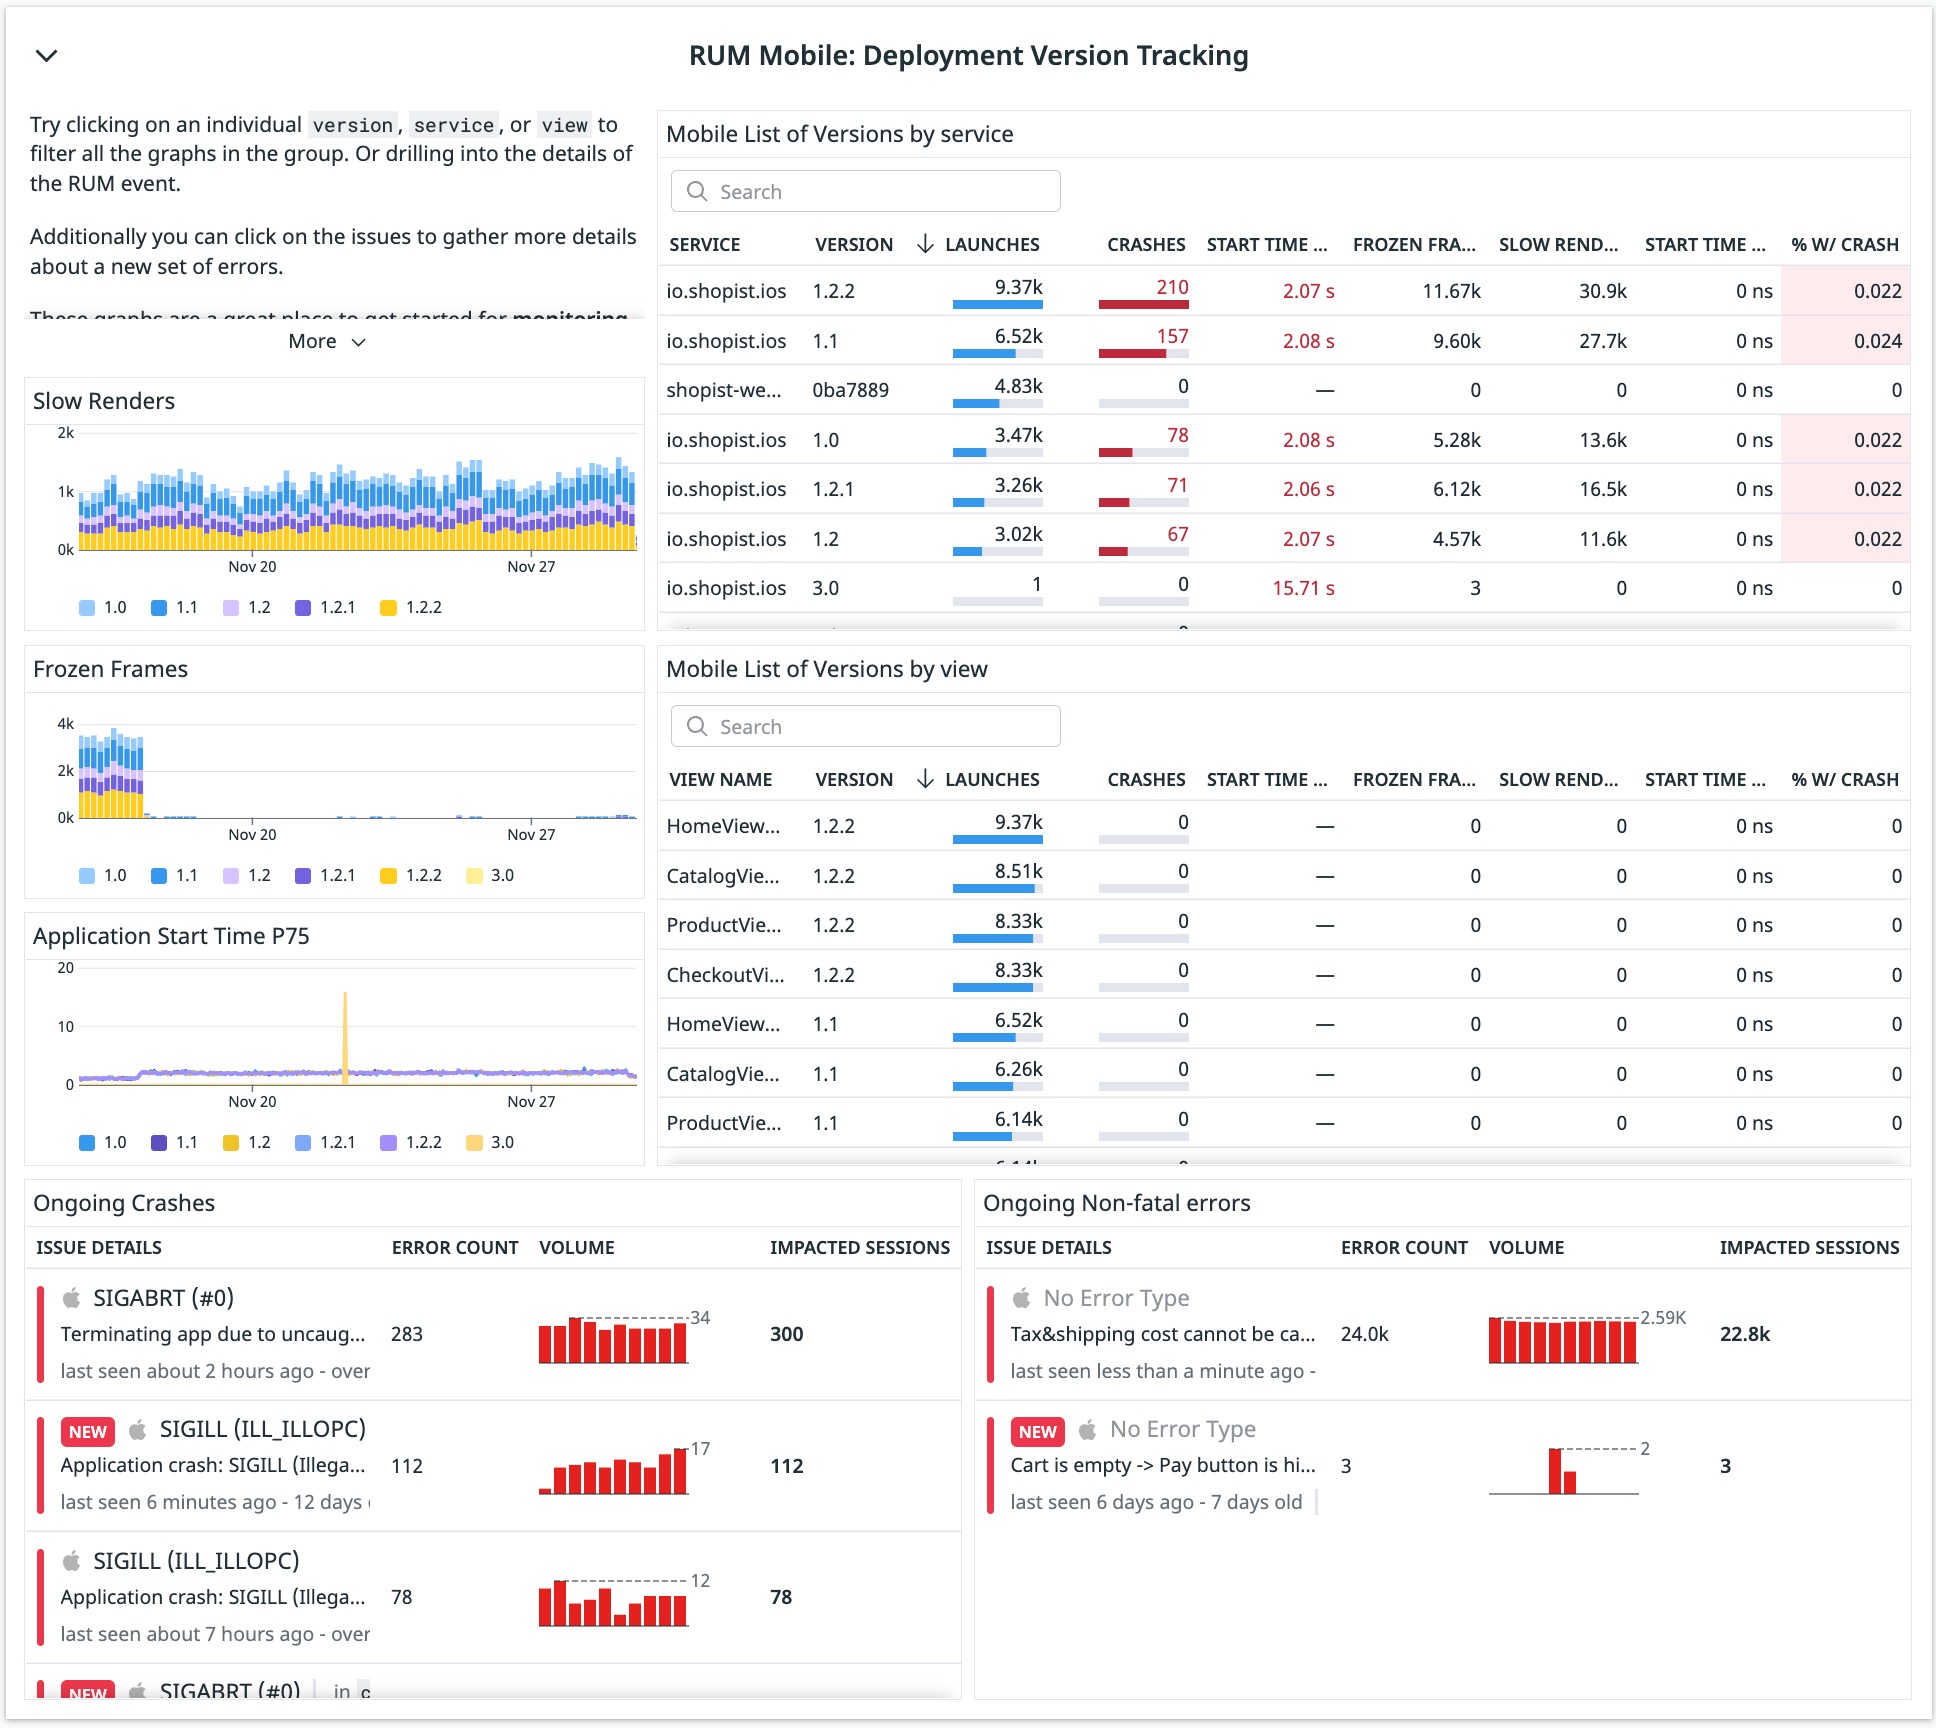 RUM Mobile: Deployment Version Tracking
Try clicking on an individual version, service, or view to
filter all the graphs in the group. Or drilling into the details of
the RUM event.
Additionally you can click on the issues to gather more details
about a new set of errors.
These graphs are a great place to get started for monitoring
More
Slow Renders
2k
1k
0k
Nov 20 Nov 27
1.0 1.1 1.2 1.2.1 1.2.2
Frozen Frames
4k
2k
0k
Nov 20 Nov 27
1.0 1.1 1.2 1.2.1 1.2.2 3.0
Application Start Time P75
20
10
0
Nov 20 Nov 27
1.0 1.1 1.2 1.2.1 1.2.2 3.0
Mobile List of Versions by service
Search
SERVICE VERSION LAUNCHES CRASHES START TIME ... FROZEN FRA... SLOW REND... START TIME ... % W/ CRASH
io.shopist.ios 1.2.2 9.37k 210 2.07 s 11.67k 30.9k 0 ns 0.022
io.shopist.ios 1.1 6.52k 157 2.08 s 9.60k 27.7k 0 ns 0.024
shopist-we... 0ba7889 4.83k 0 — 0 0 0 ns 0
io.shopist.ios 1.0 3.47k 78 2.08 s 5.28k 13.6k 0 ns 0.022
io.shopist.ios 1.2.1 3.26k 71 2.06 s 6.12k 16.5k 0 ns 0.022
io.shopist.ios 1.2 3.02k 67 2.07 s 4.57k 11.6k 0 ns 0.022
io.shopist.ios 3.0 1 0 15.71 s 3 0 0 ns 0
Mobile List of Versions by view
Search
VIEW NAME VERSION LAUNCHES CRASHES START TIME ... FROZEN FRA... SLOW REND... START TIME ... % W/ CRASH
HomeView... 1.2.2 9.37k 0 — 0 0 0 ns 0
CatalogVie... 1.2.2 8.51k 0 — 0 0 0 ns 0
ProductVie... 1.2.2 8.33k 0 — 0 0 0 ns 0
CheckoutVi... 1.2.2 8.33k 0 — 0 0 0 ns 0
HomeView... 1.1 6.52k 0 — 0 0 0 ns 0
CatalogVie... 1.1 6.26k 0 — 0 0 0 ns 0
ProductVie... 1.1 6.14k 0 — 0 0 0 ns 0
Ongoing Crashes
ISSUE DETAILS ERROR COUNT VOLUME IMPACTED SESSIONS
SIGABRT (#0)
Terminating app due to uncaug... 283 34 300
last seen about 2 hours ago - over
NEW SIGILL (ILL_ILLOPC)
Application crash: SIGILL (Illega... 112 17 112
last seen 6 minutes ago - 12 days
SIGILL (ILL_ILLOPC)
Application crash: SIGILL (Illega... 78 12 78
last seen about 7 hours ago - over
NEW SIGABRT (#0) in c
Ongoing Non-fatal errors
ISSUE DETAILS ERROR COUNT VOLUME IMPACTED SESSIONS
No Error Type
Tax&shipping cost cannot be ca... 24.0k 2.59K 22.8k
last seen less than a minute ago -
NEW No Error Type
Cart is empty -> Pay button is hi... 3 2 3
last seen 6 days ago - 7 days old